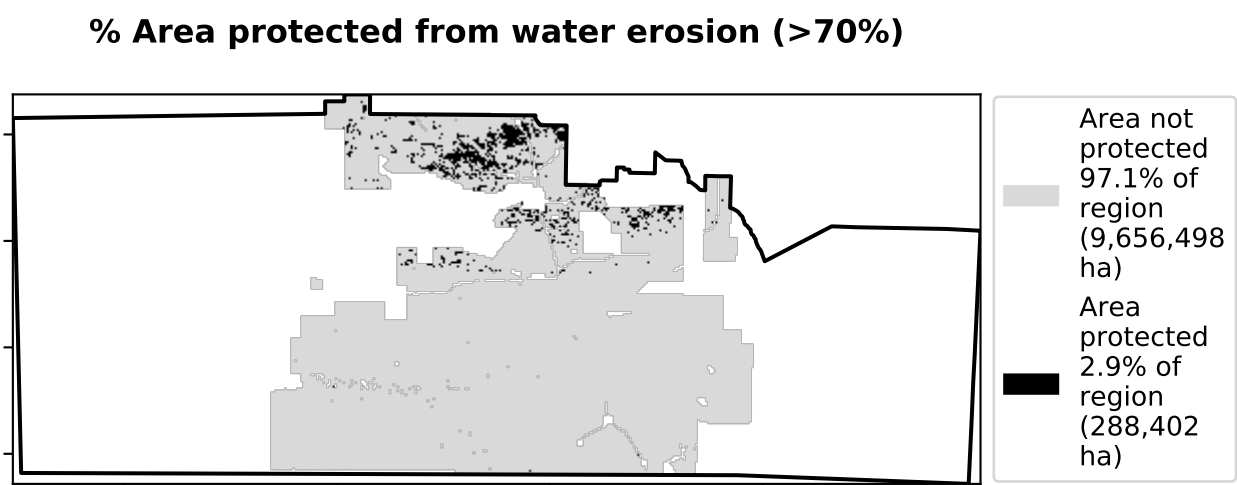 % Area protected from water erosion (>70%)
Area not
protected
97.1% of
region
(9,656,498
ha)
Area
protected
2.9% of
region
(288,402
ha)